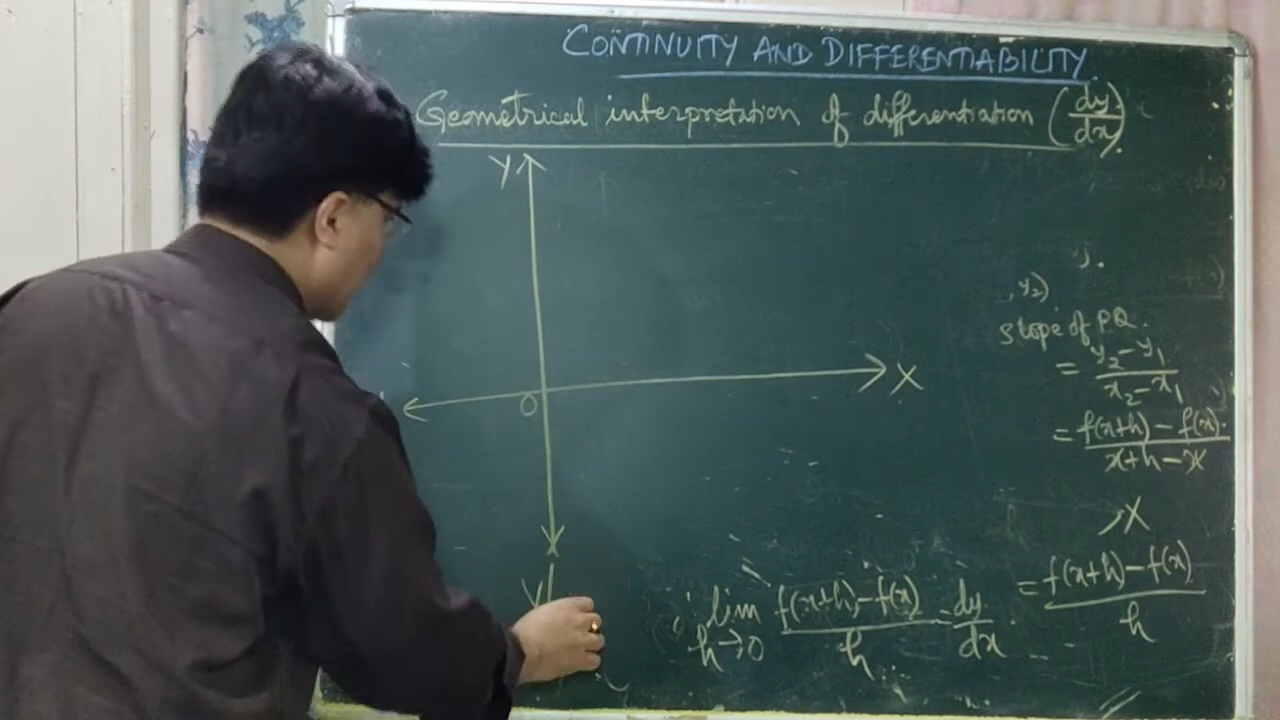 CONTINUITY AND DIFFERENTIABILITY
Geometrical interpretation of differentiation (dy/dx).
Y
, y₂)
slope of PQ.
= y₂-y₁ / x₂-x₁
X
O
= f(x+h) - f(x) / x+h-x
X
= f(x+h)-f(x) / h
lim h→0 f(x+h)-f(x) / h = dy/dx
Y'